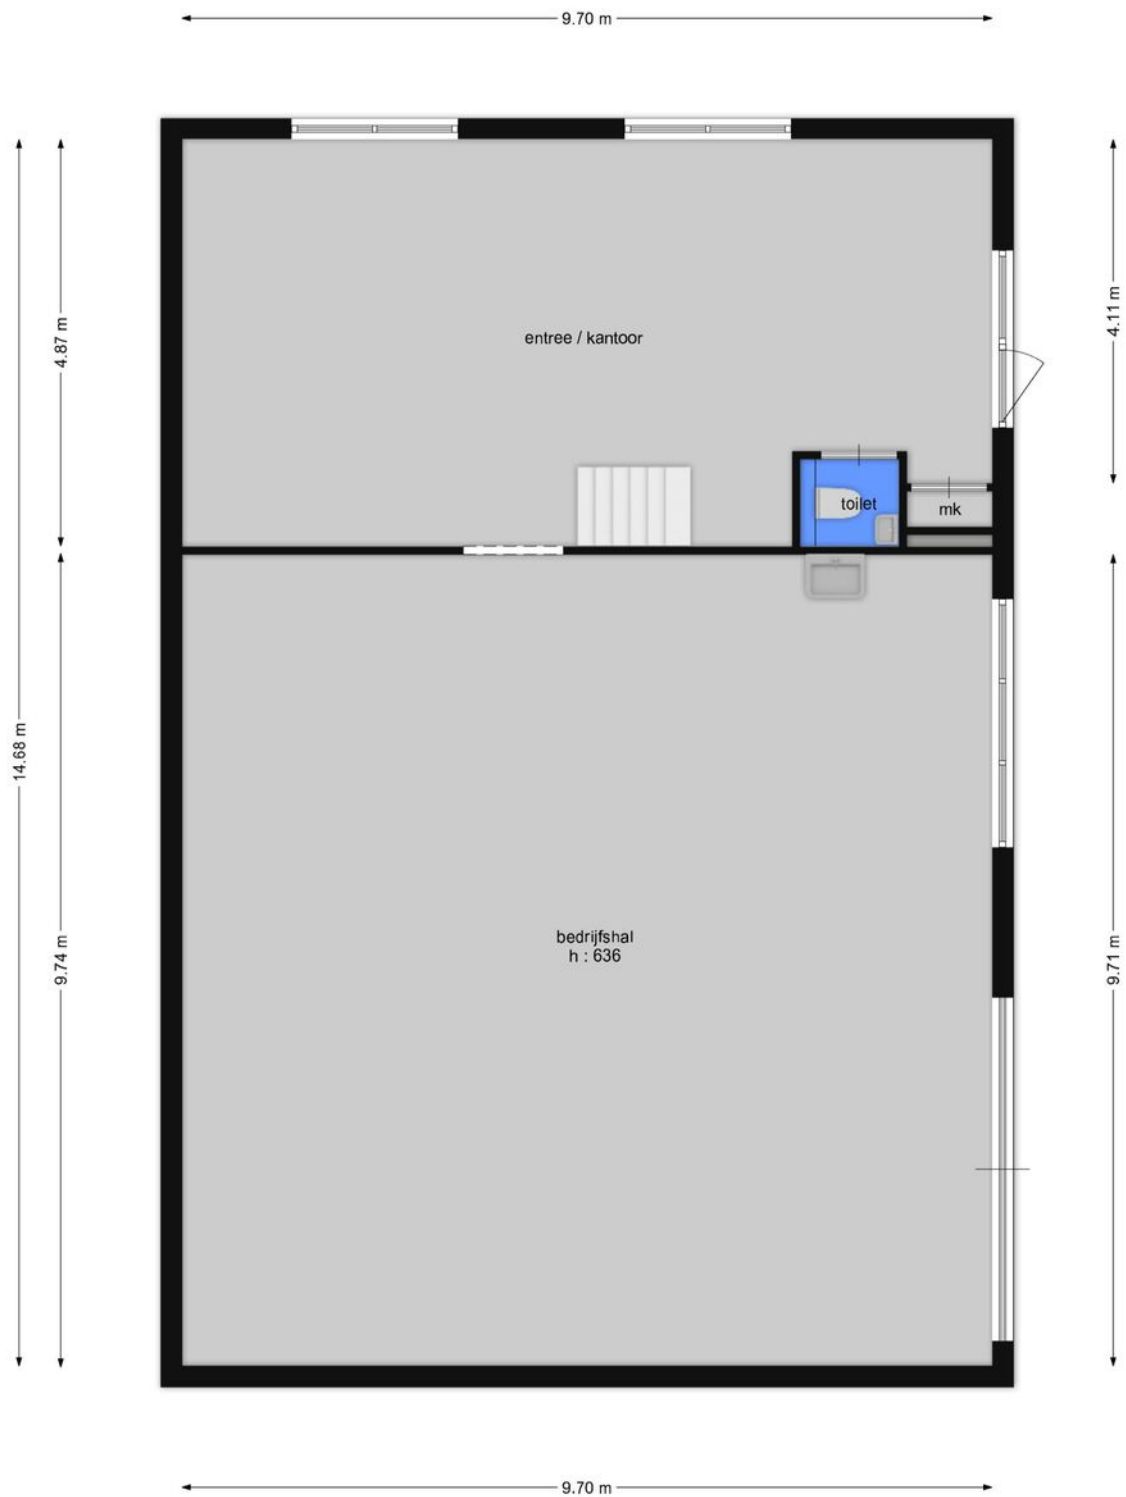 9.70 m
4.87 m
4.11 m
entree / kantoor
toilet
mk
14.68 m
bedrijfshal
h : 636
9.74 m
9.71 m
9.70 m